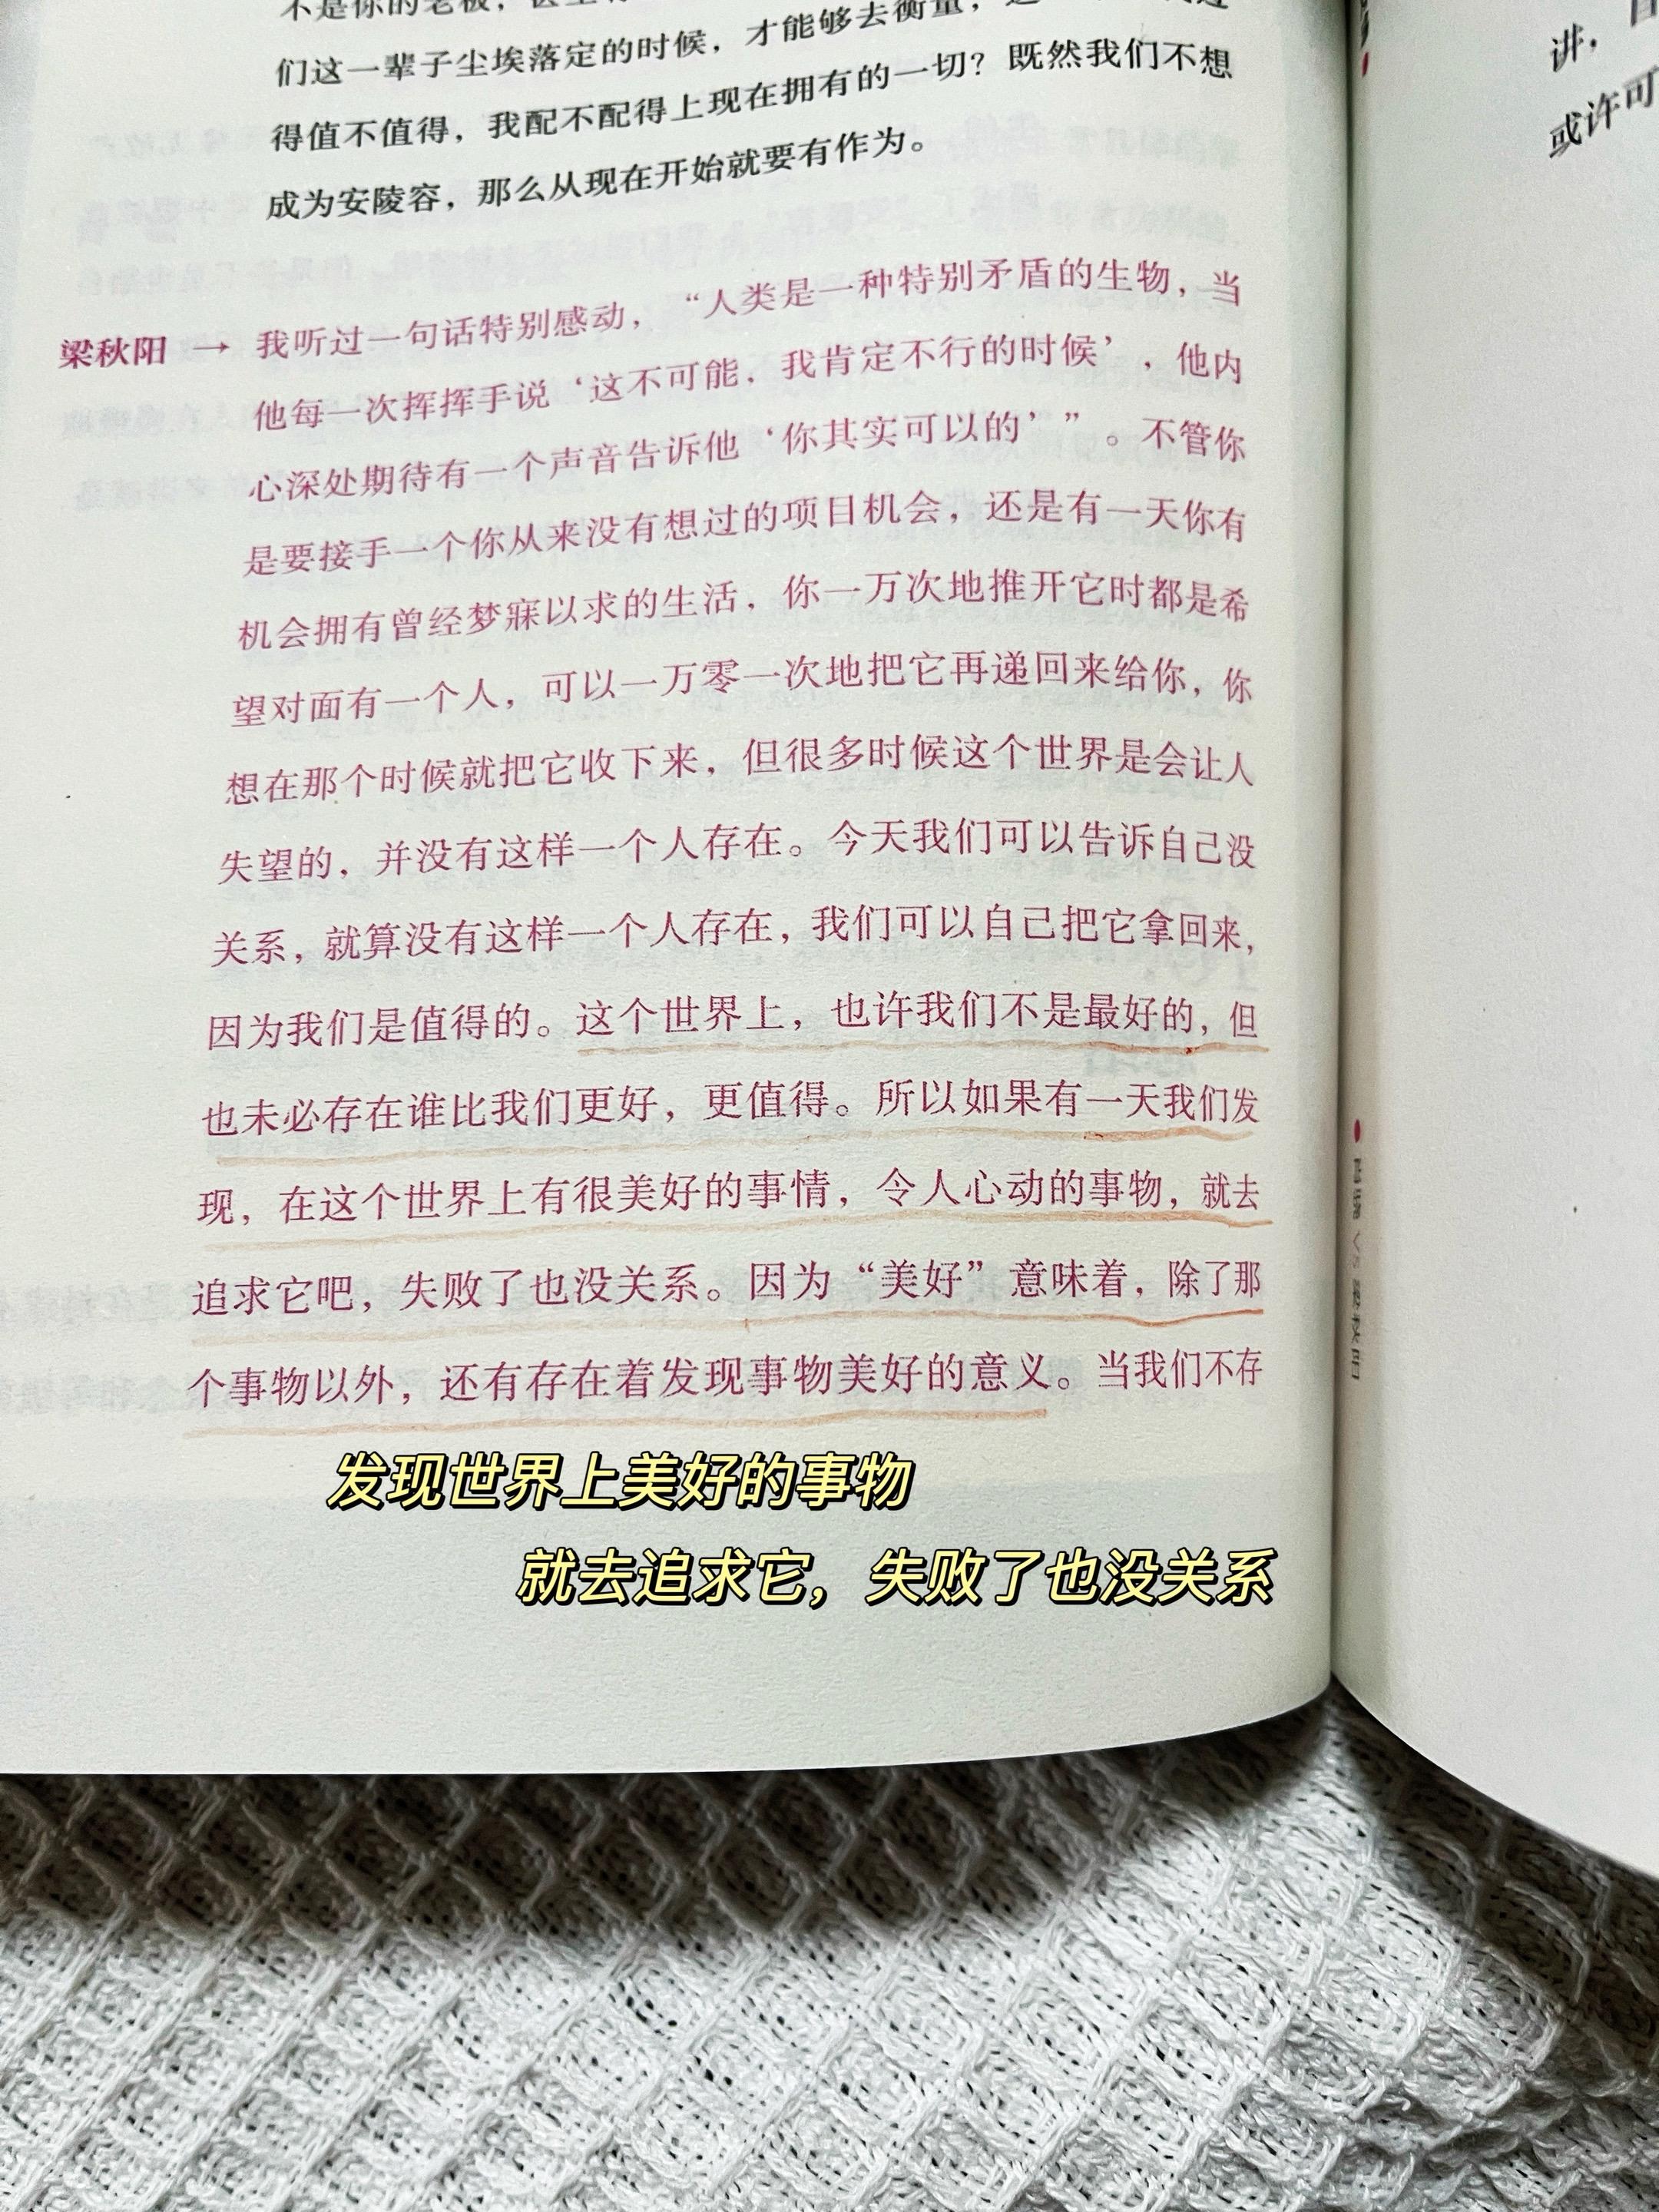 不是你的老板，甚至
们这一辈子尘埃落定的时候，才能够去衡量，
得值不值得，我配不配得上现在拥有的一切？既然我们不想
成为安陵容，那么从现在开始就要有作为。
梁秋阳 → 我听过一句话特别感动，“人类是一种特别矛盾的生物，当
他每一次挥挥手说‘这不可能，我肯定不行的时候’，他内
心深处期待有一个声音告诉他‘你其实可以的’”。不管你
是要接手一个你从来没有想过的项目机会，还是有一天你有
机会拥有曾经梦寐以求的生活，你一万次地推开它时都是希
望对面有一个人，可以一万零一次地把它再递回来给你，你
想在那个时候就把它收下来，但很多时候这个世界是会让人
失望的，并没有这样一个人存在。今天我们可以告诉自己没
关系，就算没有这样一个人存在，我们可以自己把它拿回来，
因为我们是值得的。这个世界上，也许我们不是最好的，但
也未必存在谁比我们更好，更值得。所以如果有一天我们发
现，在这个世界上有很美好的事情，令人心动的事物，就去
追求它吧，失败了也没关系。因为“美好”意味着，除了那
个事物以外，还有存在着发现事物美好的意义。当我们不存
发现世界上美好的事物
就去追求它，失败了也没关系
讲，
或许可
VS 梁秋阳